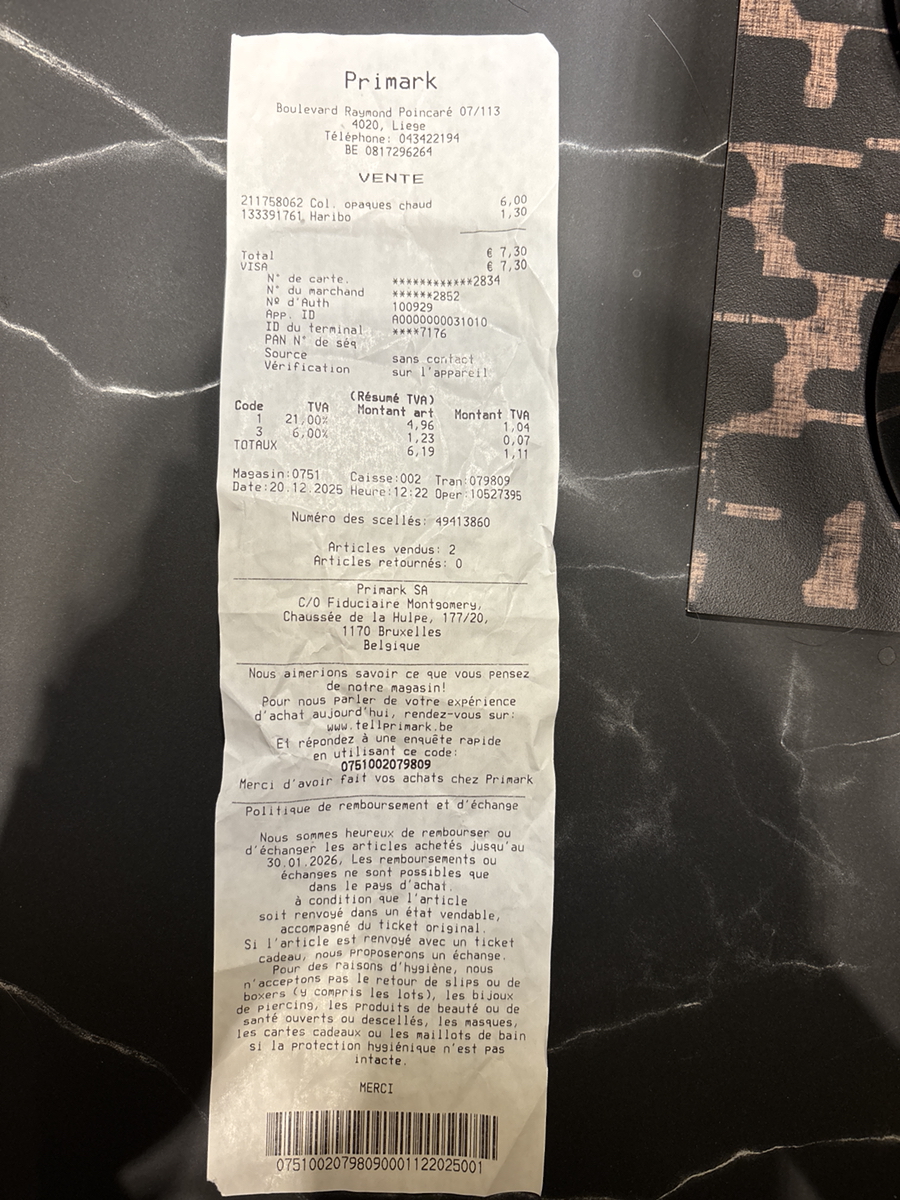 Primark
Boulevard Raymond Poincaré 07/113
4020, Liege
Téléphone: 043422194
BE 0817296264
VENTE
211758062 Col. opaques chaud 6,00
133391761 Haribo 1,30
Total € 7,30
VISA € 7,30
N° de carte. ************2834
N° du marchand ******2852
Nº d'Auth 100929
App. ID A0000000031010
ID du terminal ****7176
PAN N° de séq
Source sans contact
Vérification sur l'appareil
(Résumé TVA)
Code TVA Montant art Montant TVA
1 21,00% 4,96 1,04
3 6,00% 1,23 0,07
TOTAUX 6,19 1,11
Magasin:0751 Caisse:002 Tran:079809
Date:20.12.2025 Heure:12:22 Oper:10527395
Numéro des scellés: 49413860
Articles vendus: 2
Articles retournés: 0
Primark SA
C/O Fiduciaire Montgomery,
Chaussée de la Hulpe, 177/20,
1170 Bruxelles
Belgique
Nous aimerions savoir ce que vous pensez
de notre magasin!
Pour nous parler de votre expérience
d'achat aujourd'hui, rendez-vous sur:
www.tellprimark.be
Et répondez à une enquête rapide
en utilisant ce code:
0751002079809
Merci d'avoir fait vos achats chez Primark
Politique de remboursement et d'échange
Nous sommes heureux de rembourser ou
d'échanger les articles achetés jusqu'au
30.01.2026, Les remboursements ou
échanges ne sont possibles que
dans le pays d'achat.
à condition que l'article
soit renvoyé dans un état vendable,
accompagné du ticket original.
Si l'article est renvoyé avec un ticket
cadeau, nous proposerons un échange.
Pour des raisons d'hygiène, nous
n'acceptons pas le retour de slips ou de
boxers (y compris les lots), les bijoux
de piercing, les produits de beauté ou de
santé ouverts ou descellés, les masques,
les cartes cadeaux ou les maillots de bain
si la protection hygiénique n'est pas
intacte.
MERCI
07510020798090001122025001